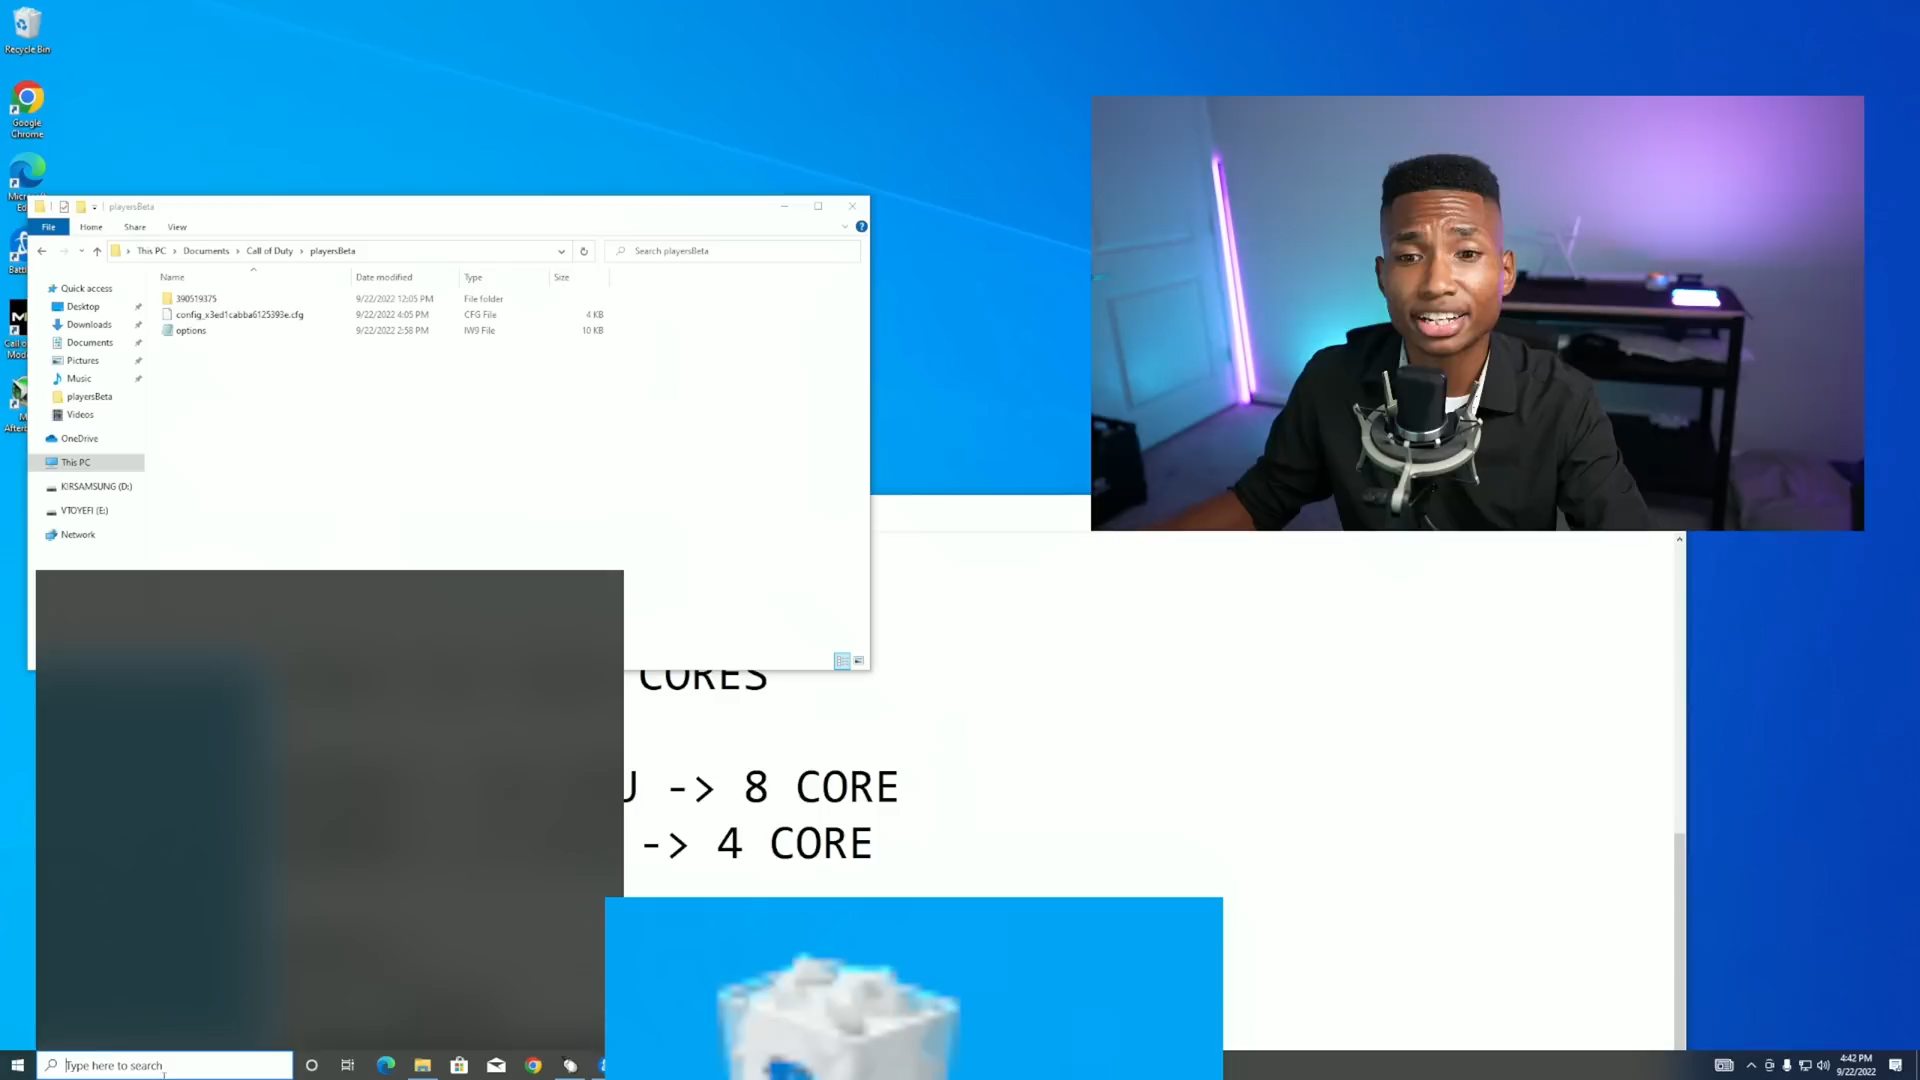 Recycle Bin
Google
Chrome
playersBeta
File Home Share View
This PC Documents Call of Duty playersBeta
Search playersBeta
Name Date modified Type Size
390519375 9/22/2022 12:05 PM File folder
config_x3ed1cabba6125393e.cfg 9/22/2022 4:05 PM CFG File 4 KB
options 9/22/2022 2:58 PM IW9 File 10 KB
Quick access
Desktop
Downloads
Documents
Pictures
Music
playersBeta
Videos
OneDrive
This PC
KIRSAMSUNG (D:)
VTOYEFI (E:)
Network
CORES
-> 8 CORE
-> 4 CORE
Type here to search
4:42 PM
9/22/2022